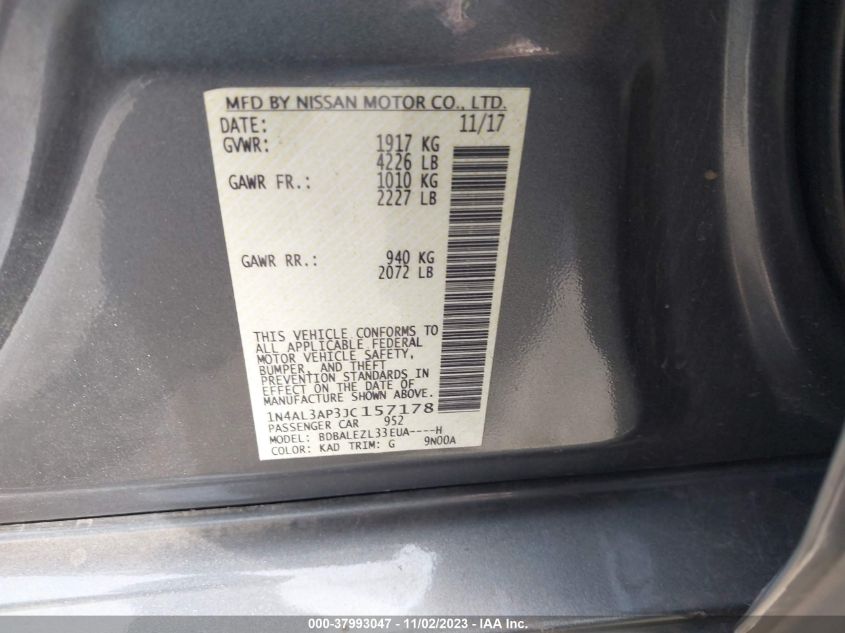 MFD BY NISSAN MOTOR CO., LTD.
DATE: 11/17
GVWR: 1917 KG
4226 LB
GAWR FR.: 1010 KG
2227 LB
GAWR RR.: 940 KG
2072 LB
THIS VEHICLE CONFORMS TO
ALL APPLICABLE FEDERAL
MOTOR VEHICLE SAFETY,
BUMPER, AND THEFT
PREVENTION STANDARDS IN
EFFECT ON THE DATE OF
MANUFACTURE SHOWN ABOVE.
1N4AL3AP3JC157178
PASSENGER CAR 952
MODEL: BDBALEZL33EUA----H
COLOR: KAD TRIM: G 9N00A
000-37993047 - 11/02/2023 - IAA Inc.